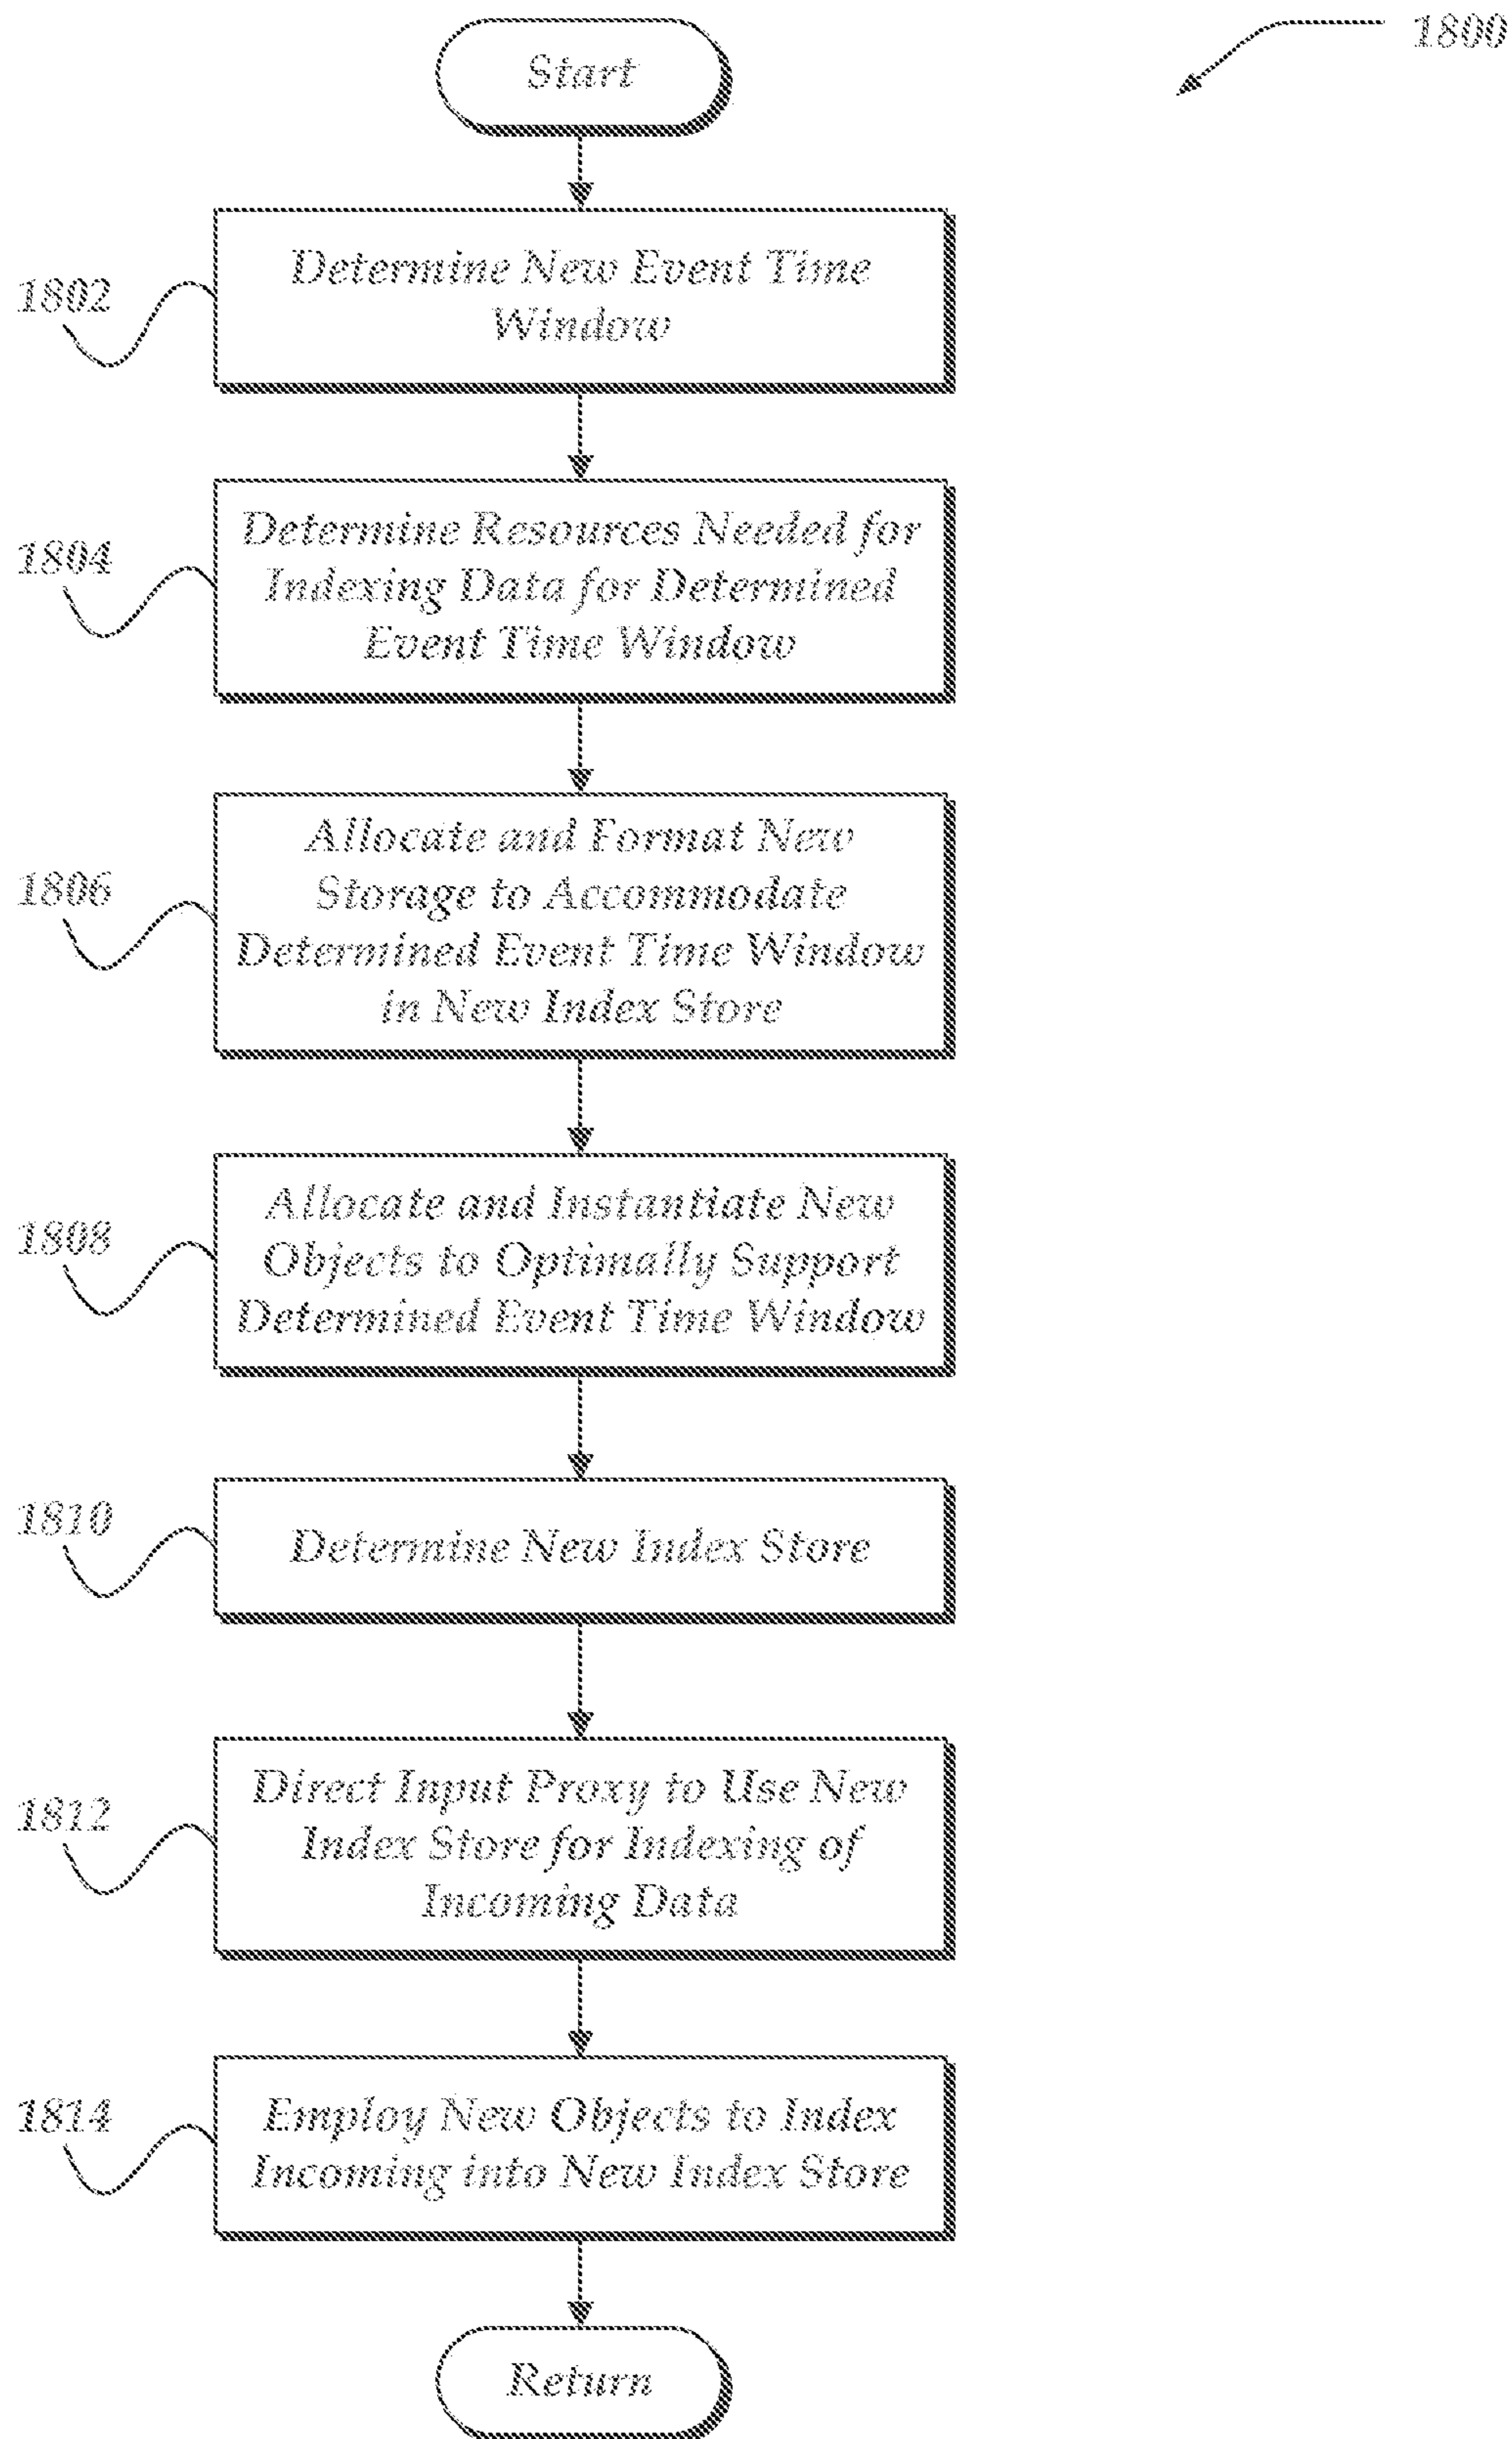 1800
Start
1802
Determine New Event Time
Window
1804
Determine Resources Needed for
Indexing Data for Determined
Event Time Window
1806
Allocate and Format New
Storage to Accommodate
Determined Event Time Window
in New Index Store
1808
Allocate and Instantiate New
Objects to Optimally Support
Determined Event Time Window
1810
Determine New Index Store
1812
Direct Input Proxy to Use New
Index Store for Indexing of
Incoming Data
1814
Employ New Objects to Index
Incoming into New Index Store
Return